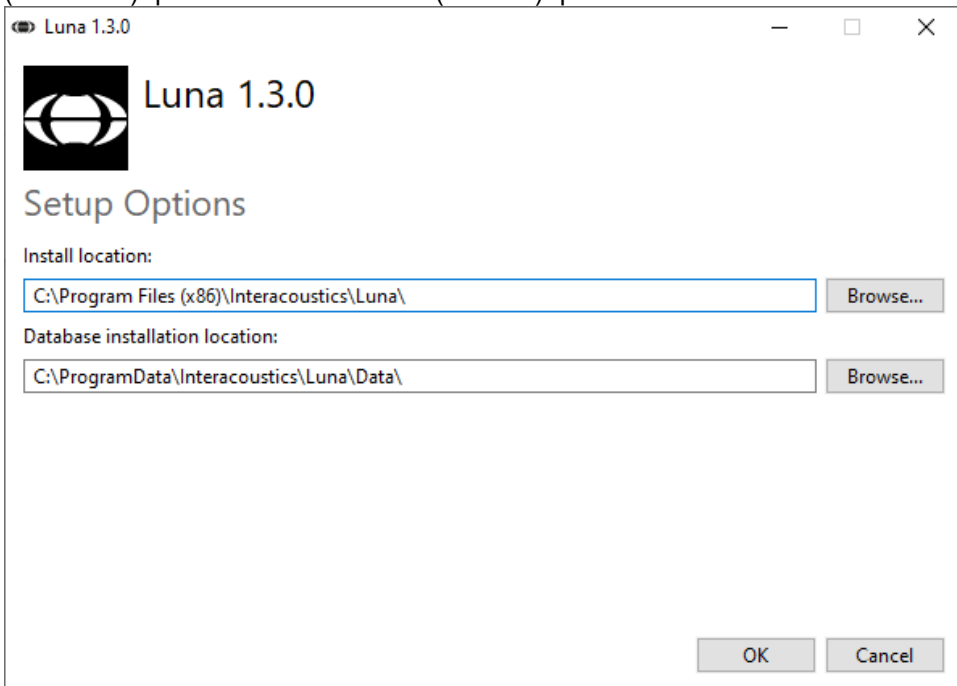 Luna 1.3.0
Luna 1.3.0
Setup Options
Install location:
C:\Program Files (x86)\Interacoustics\Luna\
Browse...
Database installation location:
C:\ProgramData\Interacoustics\Luna\Data\
Browse...
OK
Cancel